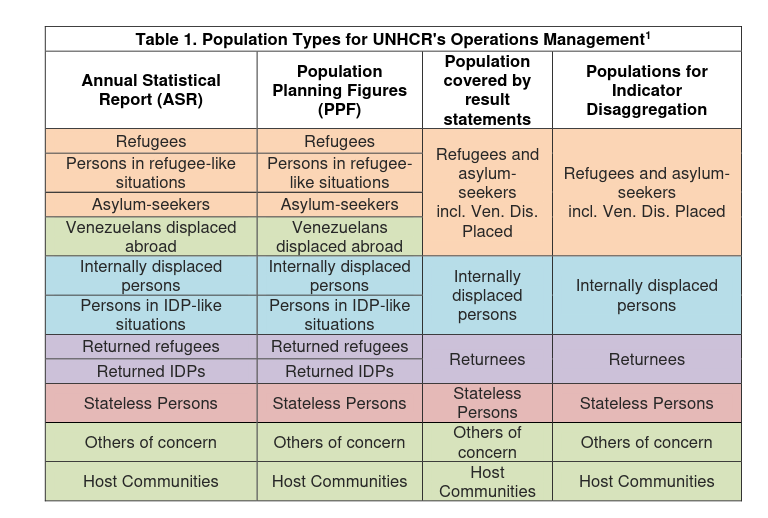 Table 1. Population Types for UNHCR's Operations Management1
Annual Statistical
Report (ASR)
Population
Planning Figures
(PPF)
Population
covered by
result
statements
Populations for
Indicator
Disaggregation
Refugees
Refugees
Refugees and
asylum-
seekers
incl. Ven. Dis.
Placed
Refugees and asylum-
seekers
incl. Ven. Dis. Placed
Persons in refugee-like
situations
Persons in refugee-
like situations
Asylum-seekers
Asylum-seekers
Venezuelans displaced
abroad
Venezuelans
displaced abroad
Internally displaced
persons
Internally displaced
persons
Internally
displaced
persons
Internally displaced
persons
Persons in IDP-like
situations
Persons in IDP-like
situations
Returned refugees
Returned refugees
Returnees
Returnees
Returned IDPs
Returned IDPs
Stateless Persons
Stateless Persons
Stateless
Persons
Stateless Persons
Others of concern
Others of concern
Others of
concern
Others of concern
Host Communities
Host Communities
Host
Communities
Host Communities